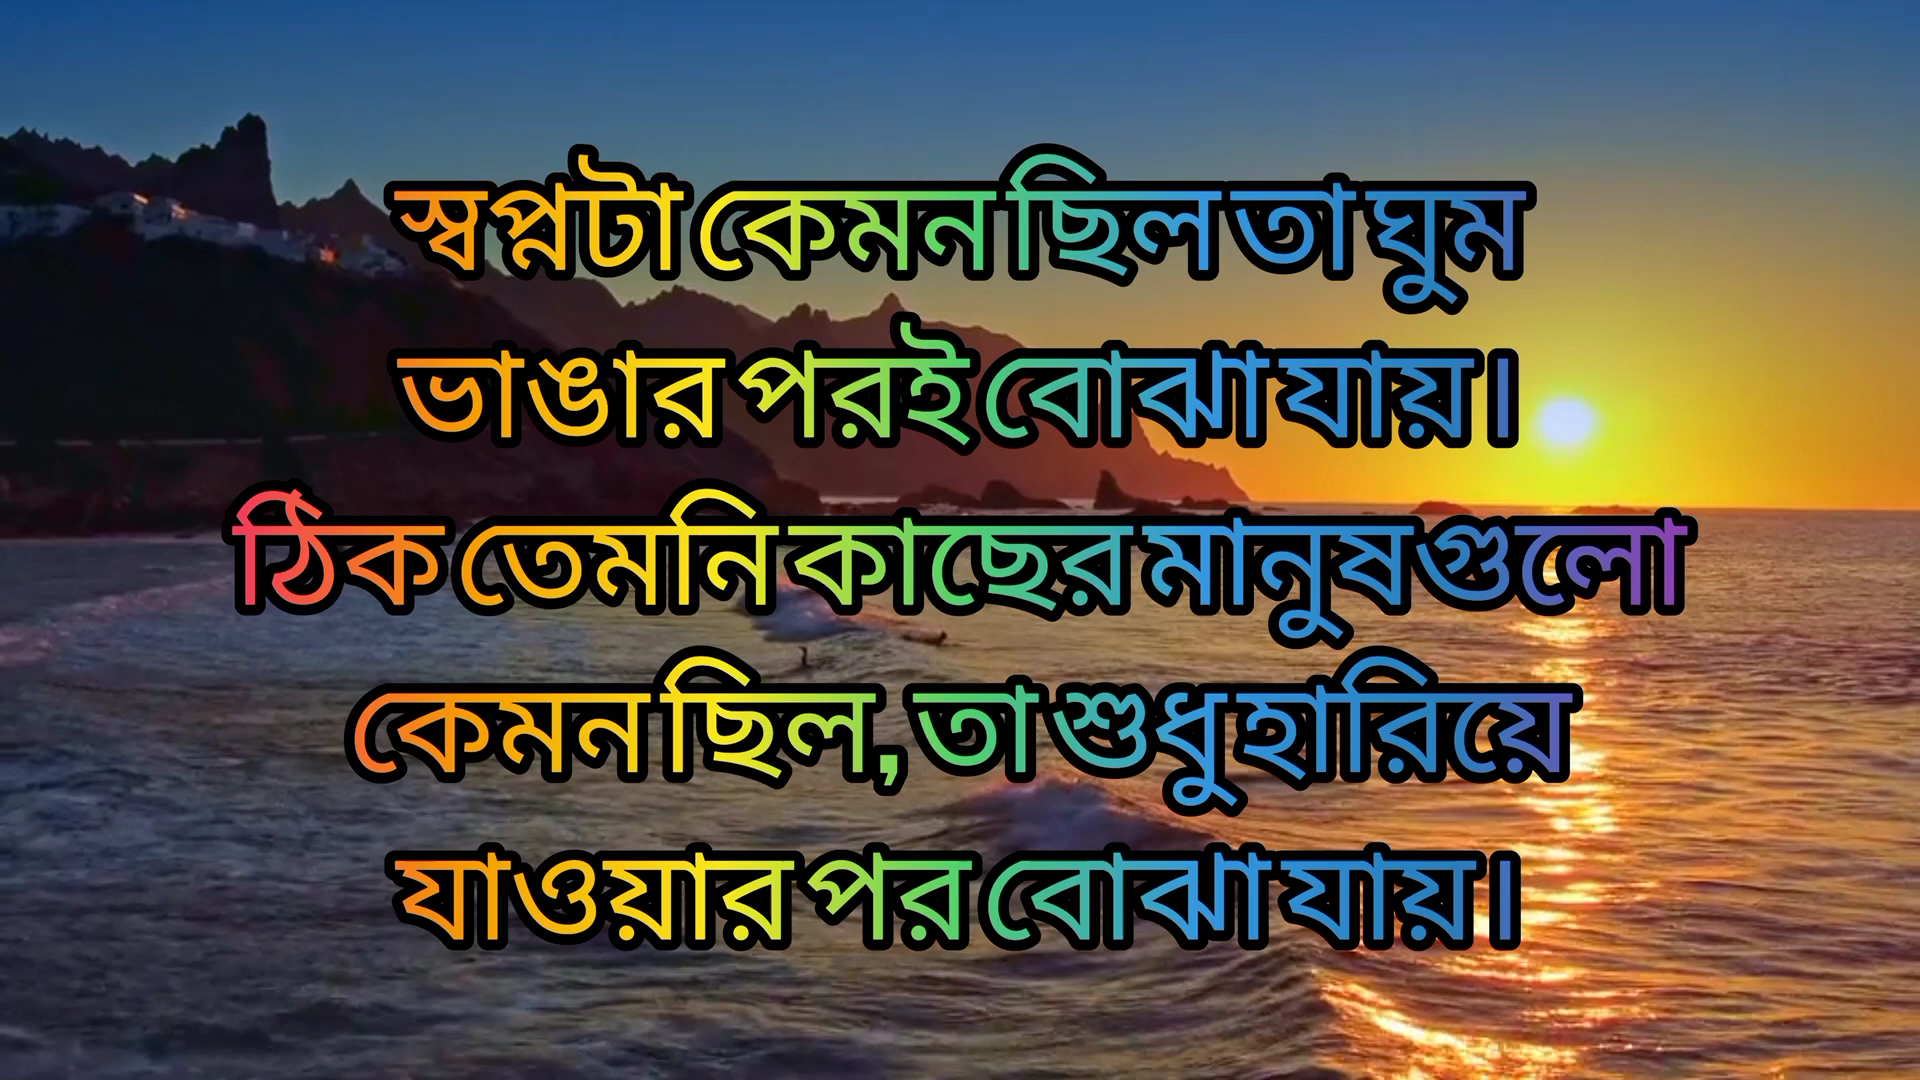 স্বপ্নটা কেমন ছিল তা ঘুম
ভাঙার পরই বোঝা যায়।
ঠিক তেমনি কাছের মানুষগুলো
কেমন ছিল, তা শুধু হারিয়ে
যাওয়ার পর বোঝা যায়।